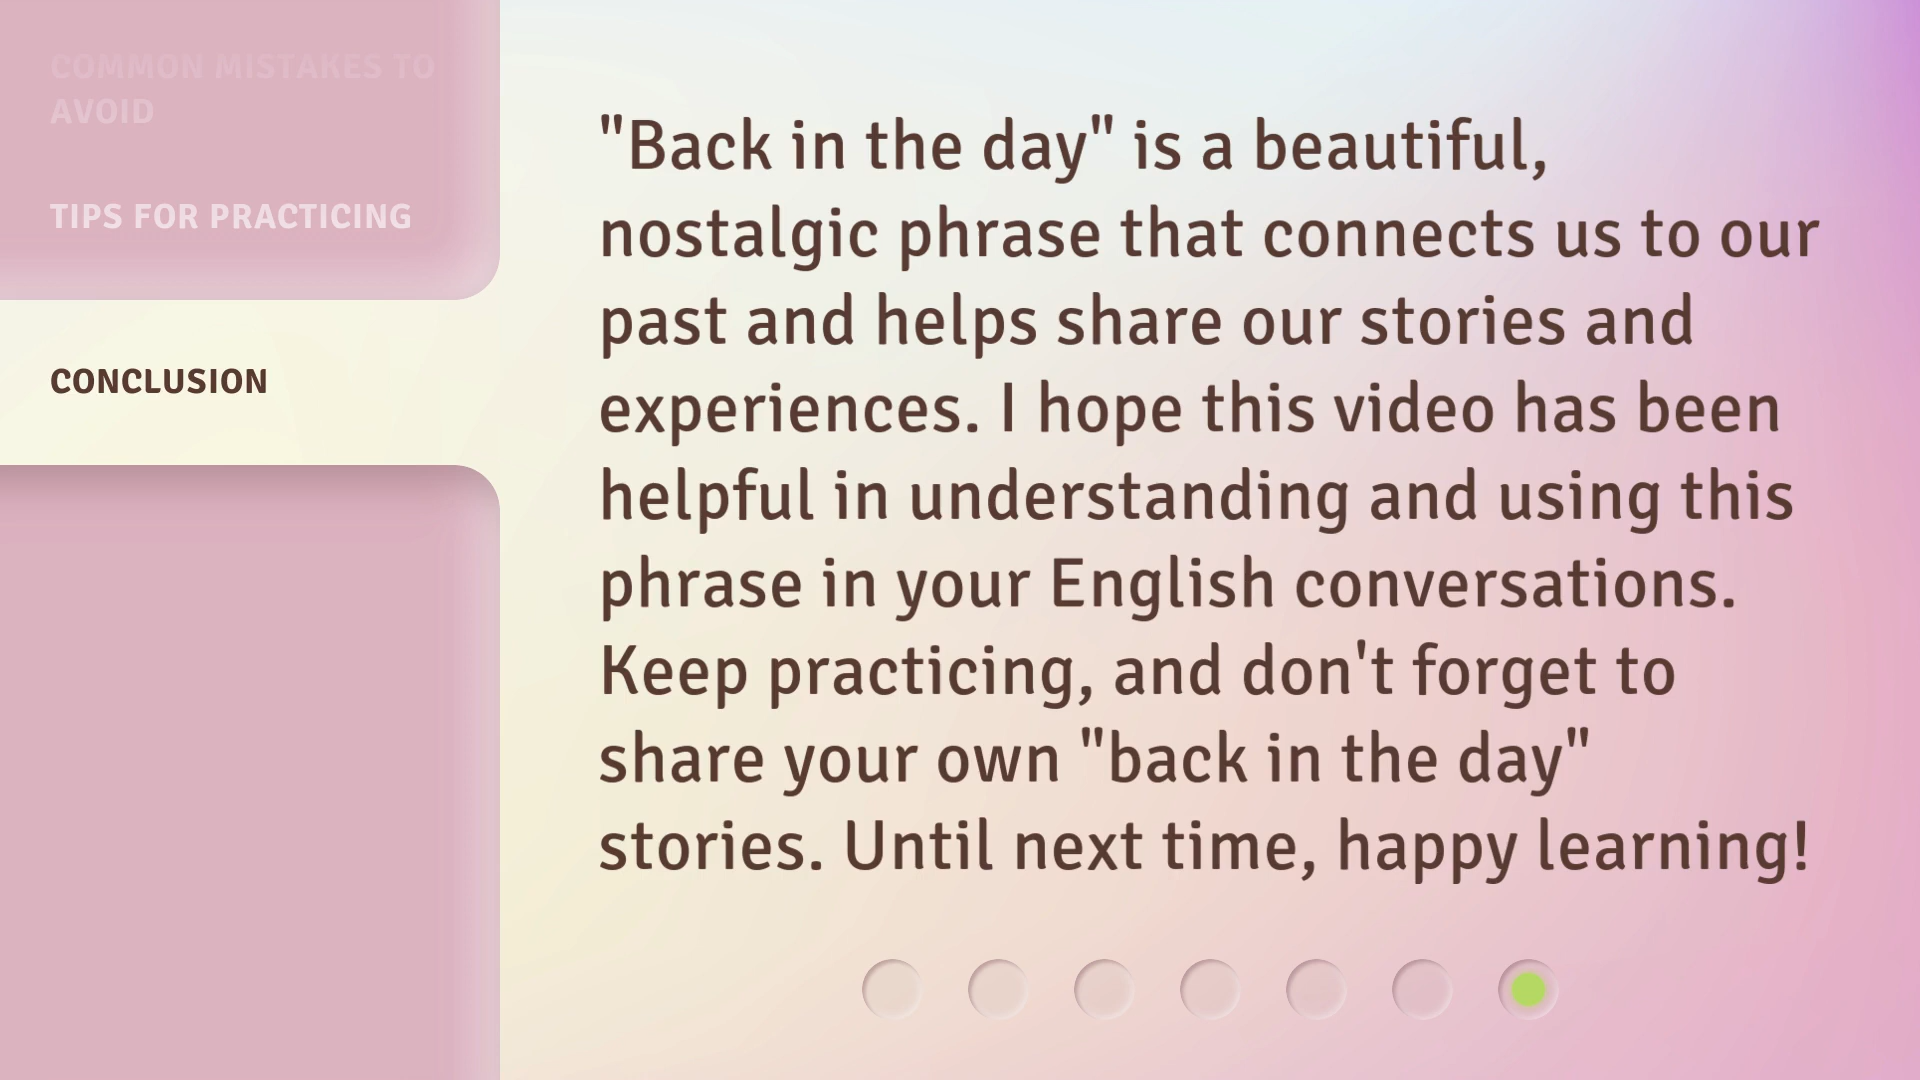 COMMON MISTAKES TO
AVOID
TIPS FOR PRACTICING
CONCLUSION
"Back in the day" is a beautiful,
nostalgic phrase that connects us to our
past and helps share our stories and
experiences. I hope this video has been
helpful in understanding and using this
phrase in your English conversations.
Keep practicing, and don't forget to
share your own "back in the day"
stories. Until next time, happy learning!